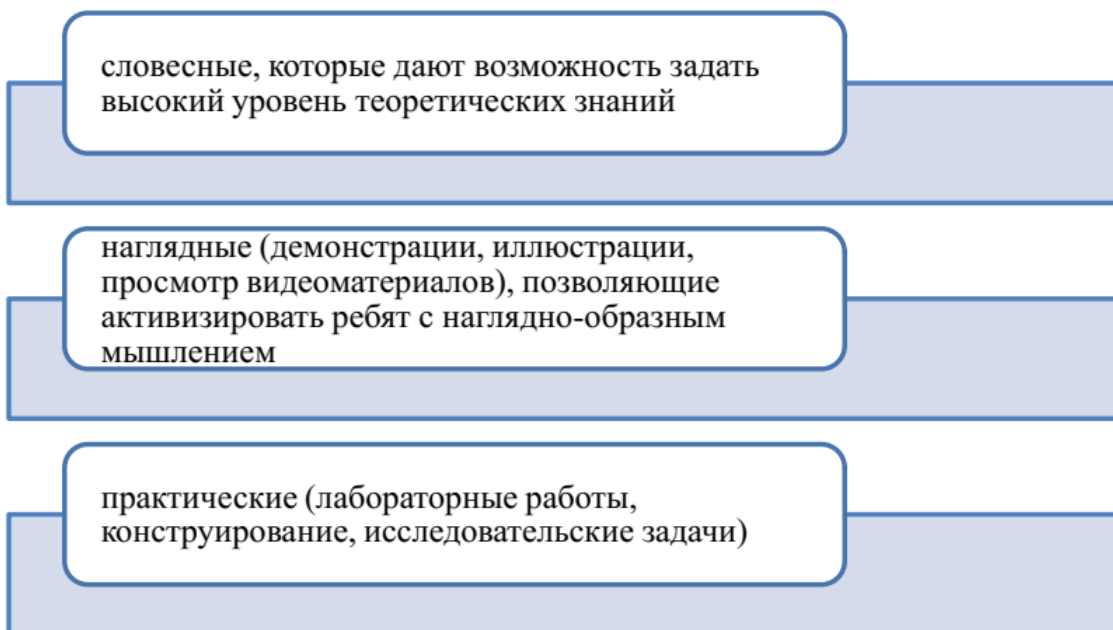 словесные, которые дают возможность задать
высокий уровень теоретических знаний
наглядные (демонстрации, иллюстрации,
просмотр видеоматериалов), позволяющие
активизировать ребят с наглядно-образным
мышлением
практические (лабораторные работы,
конструирование, исследовательские задачи)